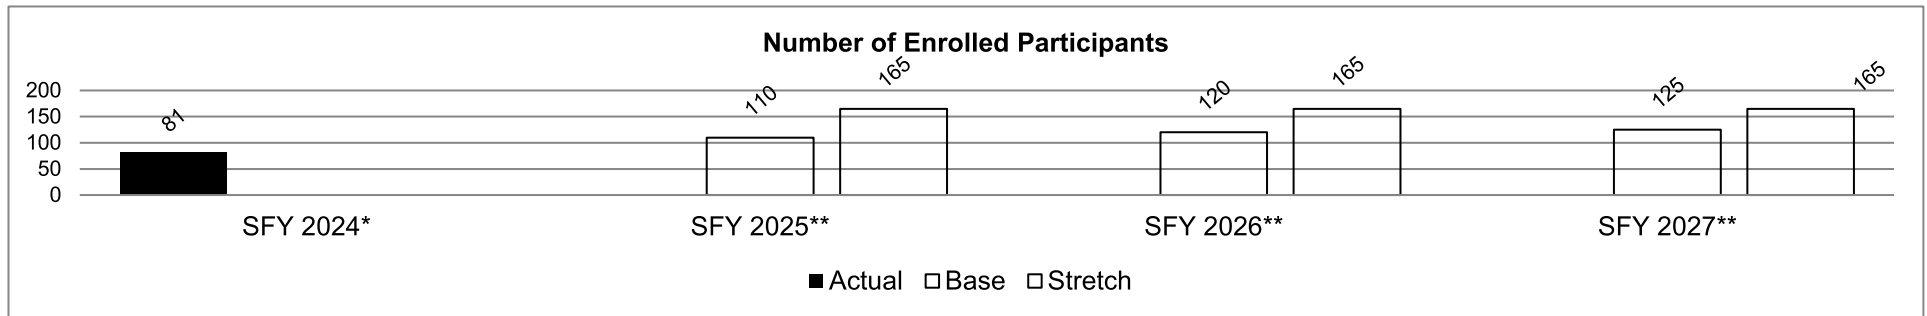 Number of Enrolled Participants
200
150
100
50
0
81
110
165
120
165
125
165
SFY 2024*
SFY 2025**
SFY 2026**
SFY 2027**
Actual Base Stretch